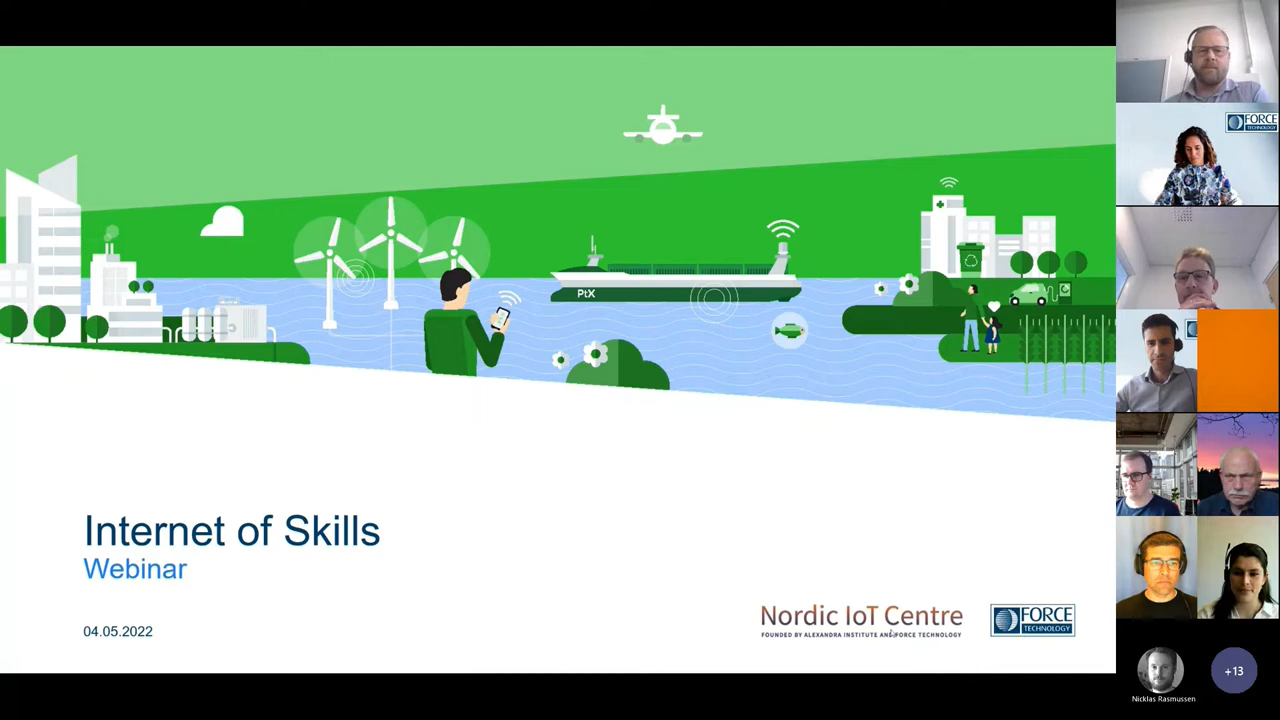 PtX
Internet of Skills
Webinar
04.05.2022
Nordic IoT Centre
FOUNDED BY ALEXANDRA INSTITUTE AND FORCE TECHNOLOGY
FORCE
TECHNOLOGY
FORCE
TECHNOLOGY
Nicklas Rasmussen
+13